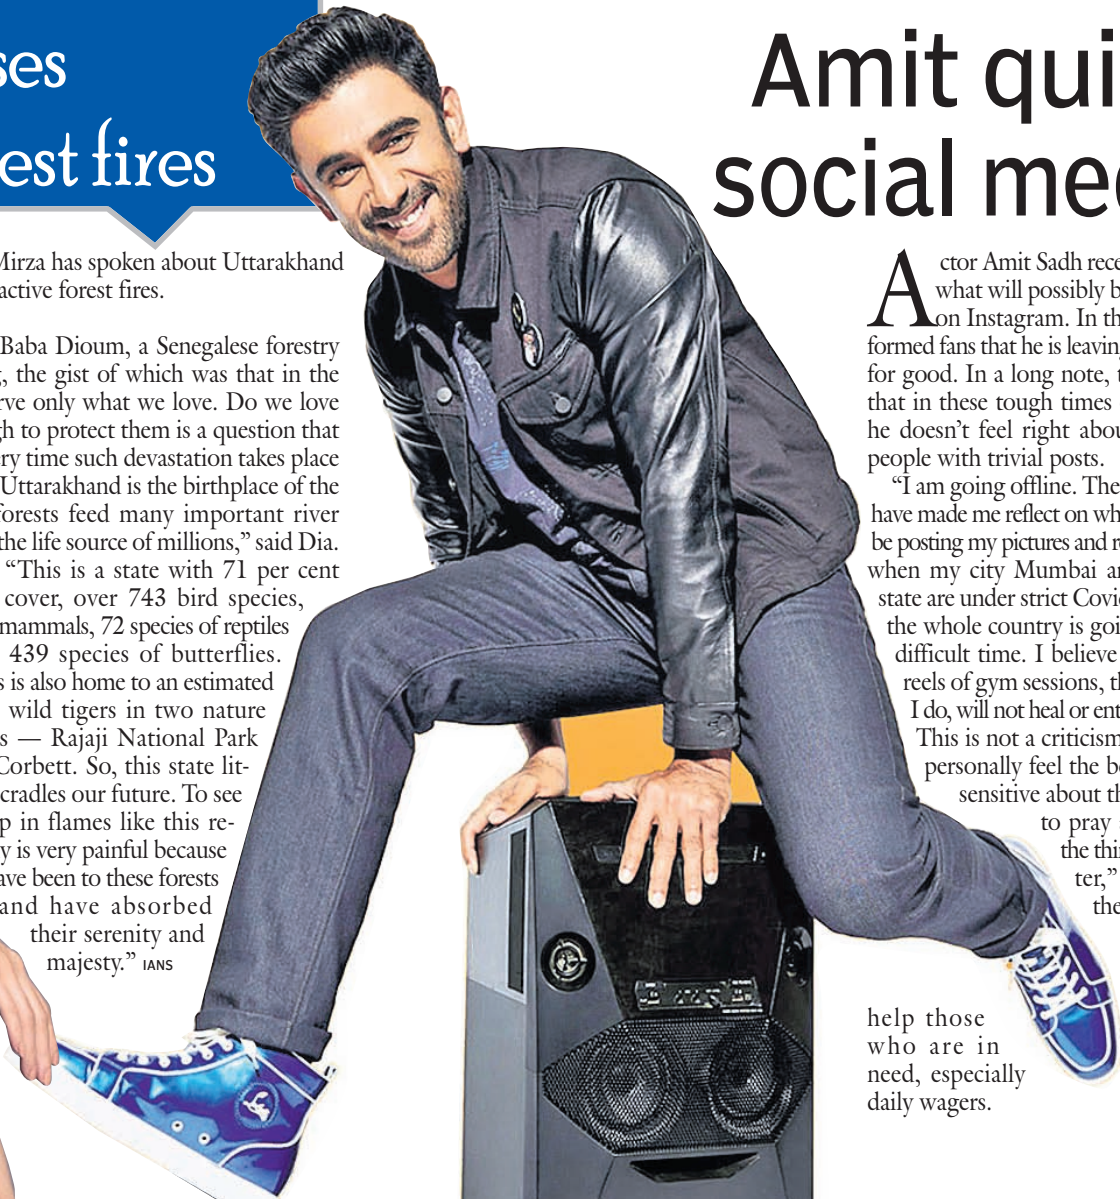 ses
est fires
Mirza has spoken about Uttarakhand
active forest fires.
Baba Dioum, a Senegalese forestry
the gist of which was that in the
rve only what we love. Do we love
gh to protect them is a question that
ery time such devastation takes place
Uttarakhand is the birthplace of the
forests feed many important river
the life source of millions,” said Dia.
“This is a state with 71 per cent
cover, over 743 bird species,
mammals, 72 species of reptiles
439 species of butterflies.
s is also home to an estimated
wild tigers in two nature
s — Rajaji National Park
Corbett. So, this state lit-
cradles our future. To see
p in flames like this re-
y is very painful because
ave been to these forests
and have absorbed
their serenity and
majesty.” IANS
Amit qui
social med
Actor Amit Sadh rece
what will possibly b
on Instagram. In th
formed fans that he is leaving
for good. In a long note, t
that in these tough times
he doesn’t feel right abou
people with trivial posts.
“I am going offline. The
have made me reflect on wh
be posting my pictures and r
when my city Mumbai an
state are under strict Covid
the whole country is goi
difficult time. I believe
reels of gym sessions, th
I do, will not heal or ent
This is not a criticism
personally feel the be
sensitive about th
to pray
the thin
ter,”
the
help those
who are in
need, especially
daily wagers.